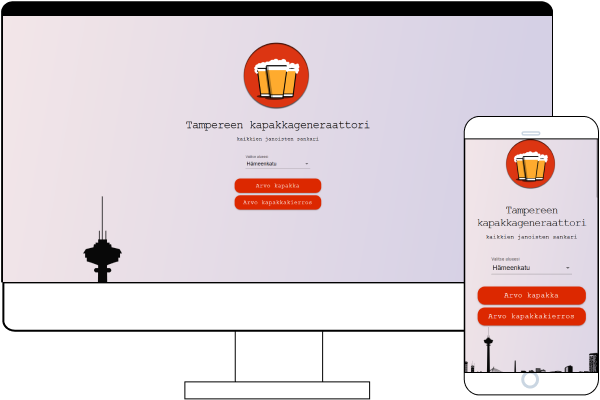 Tampereen kapakkageneraattori
kaikkien janoisten sankari
Valitse alueen
Hämeenkatu
Arvo kapakka
Arvo kapakkakierros
Tampereen
kapakkageneraattori
kaikkien janoisten sankari
Valitse alueen
Hämeenkatu
Arvo kapakka
Arvo kapakkakierros